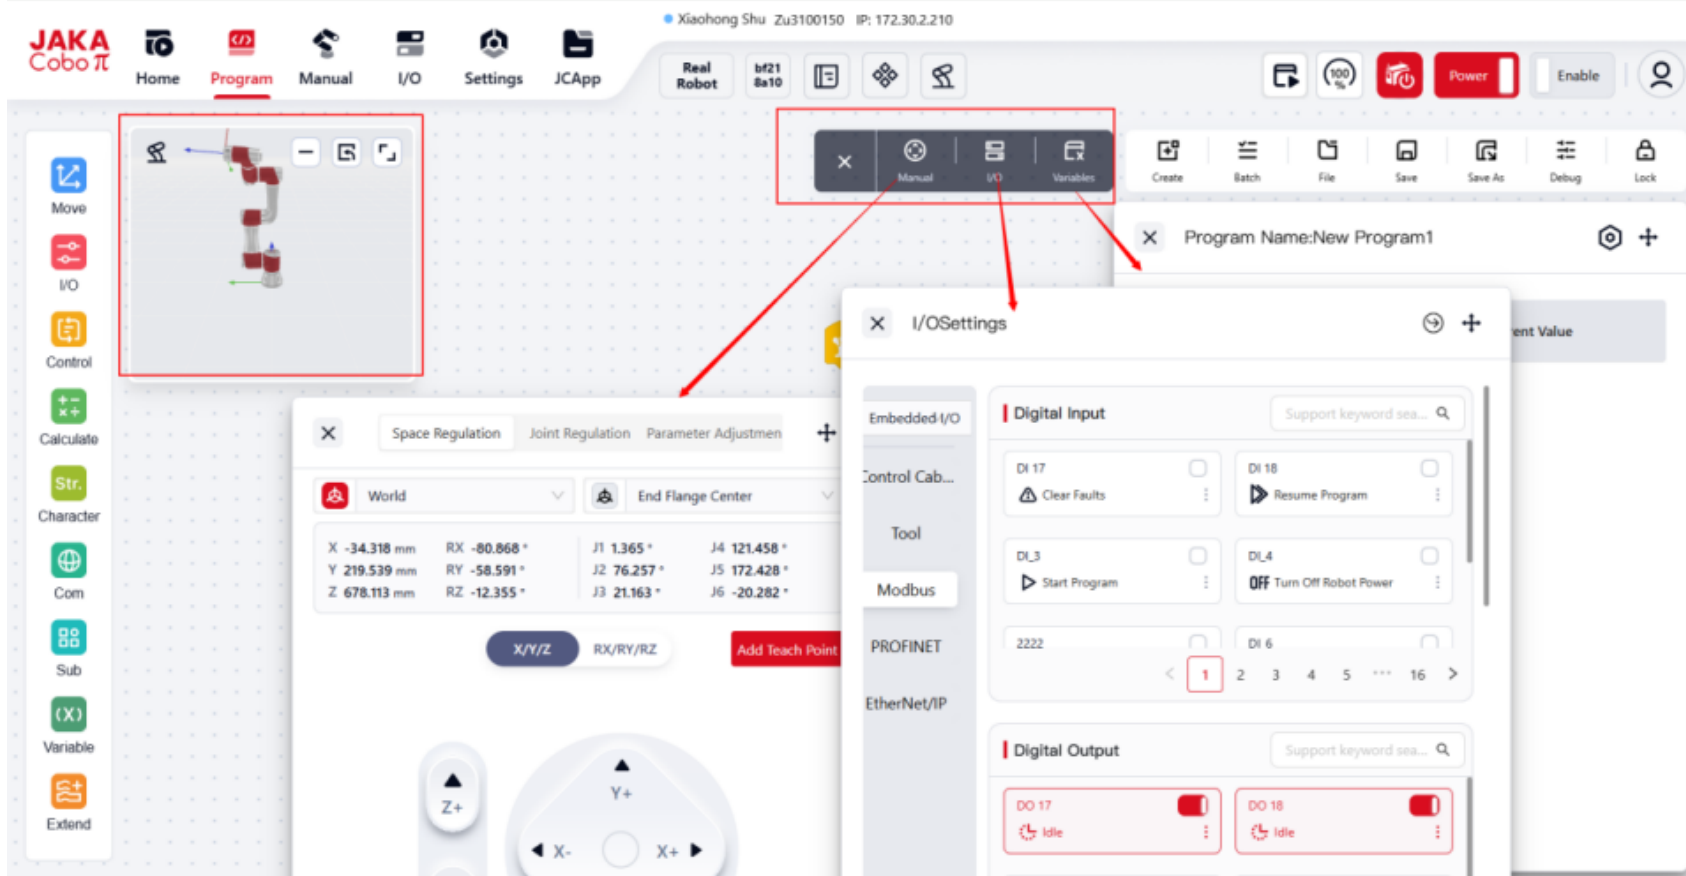 Xiaohong Shu Zu3100150 IP: 172.30.2.210
JAKA
Cobo π
Home
Program
Manual
I/O
Settings
JCApp
Real
Robot
bf21
8a10
100
%
Power
Enable
Manual
I/O
Variables
Create
Batch
File
Save
Save As
Debug
Lock
Move
I/O
Control
Calculate
Str.
Character
Com
Sub
(X)
Variable
Extend
Program Name:New Program1
ent Value
I/OSettings
Embedded I/O
Control Cab...
Tool
Modbus
PROFINET
EtherNet/IP
Digital Input
Support keyword sea...
DI 17
Clear Faults
DI 18
Resume Program
DI_3
Start Program
DI_4
OFF Turn Off Robot Power
2222
DI 6
< 1 2 3 4 5 ··· 16 >
Digital Output
Support keyword sea...
DO 17
Idle
DO 18
Idle
Space Regulation
Joint Regulation
Parameter Adjustmen
World
End Flange Center
X -34.318 mm RX -80.868 ° J1 1.365 ° J4 121.458 °
Y 219.539 mm RY -58.591 ° J2 76.257 ° J5 172.428 °
Z 678.113 mm RZ -12.355 ° J3 21.163 ° J6 -20.282 °
X/Y/Z
RX/RY/RZ
Add Teach Point
Z+
Y+
X-
X+